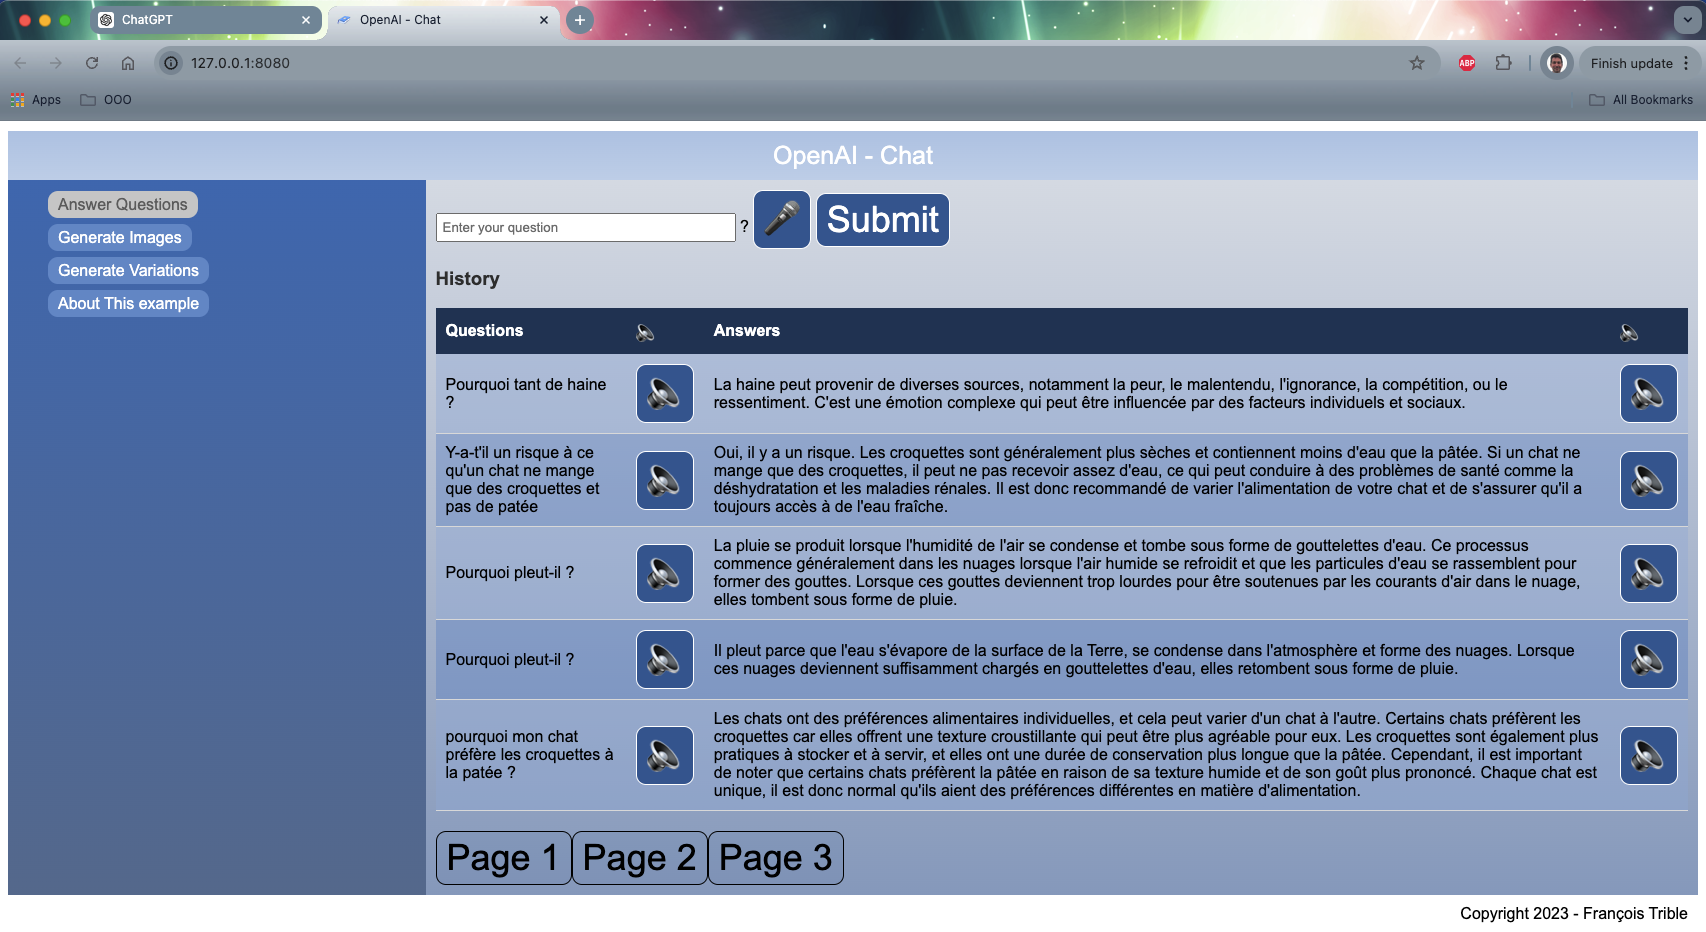 ChatGPT
OpenAI - Chat
127.0.0.1:8080
ABP
Finish update
Apps
OOO
All Bookmarks
OpenAI - Chat
Answer Questions
Generate Images
Generate Variations
About This example
Enter your question ? Submit
History
Questions Answers
Pourquoi tant de haine
?
La haine peut provenir de diverses sources, notamment la peur, le malentendu, l'ignorance, la compétition, ou le
ressentiment. C'est une émotion complexe qui peut être influencée par des facteurs individuels et sociaux.
Y-a-t'il un risque à ce
qu'un chat ne mange
que des croquettes et
pas de patée
Oui, il y a un risque. Les croquettes sont généralement plus sèches et contiennent moins d'eau que la pâtée. Si un chat ne
mange que des croquettes, il peut ne pas recevoir assez d'eau, ce qui peut conduire à des problèmes de santé comme la
déshydratation et les maladies rénales. Il est donc recommandé de varier l'alimentation de votre chat et de s'assurer qu'il a
toujours accès à de l'eau fraîche.
Pourquoi pleut-il ?
La pluie se produit lorsque l'humidité de l'air se condense et tombe sous forme de gouttelettes d'eau. Ce processus
commence généralement dans les nuages lorsque l'air humide se refroidit et que les particules d'eau se rassemblent pour
former des gouttes. Lorsque ces gouttes deviennent trop lourdes pour être soutenues par les courants d'air dans le nuage,
elles tombent sous forme de pluie.
Pourquoi pleut-il ?
Il pleut parce que l'eau s'évapore de la surface de la Terre, se condense dans l'atmosphère et forme des nuages. Lorsque
ces nuages deviennent suffisamment chargés en gouttelettes d'eau, elles retombent sous forme de pluie.
pourquoi mon chat
préfère les croquettes à
la patée ?
Les chats ont des préférences alimentaires individuelles, et cela peut varier d'un chat à l'autre. Certains chats préfèrent les
croquettes car elles offrent une texture croustillante qui peut être plus agréable pour eux. Les croquettes sont également plus
pratiques à stocker et à servir, et elles ont une durée de conservation plus longue que la pâtée. Cependant, il est important
de noter que certains chats préfèrent la pâtée en raison de sa texture humide et de son goût plus prononcé. Chaque chat est
unique, il est donc normal qu'ils aient des préférences différentes en matière d'alimentation.
Page 1 Page 2 Page 3
Copyright 2023 - François Trible